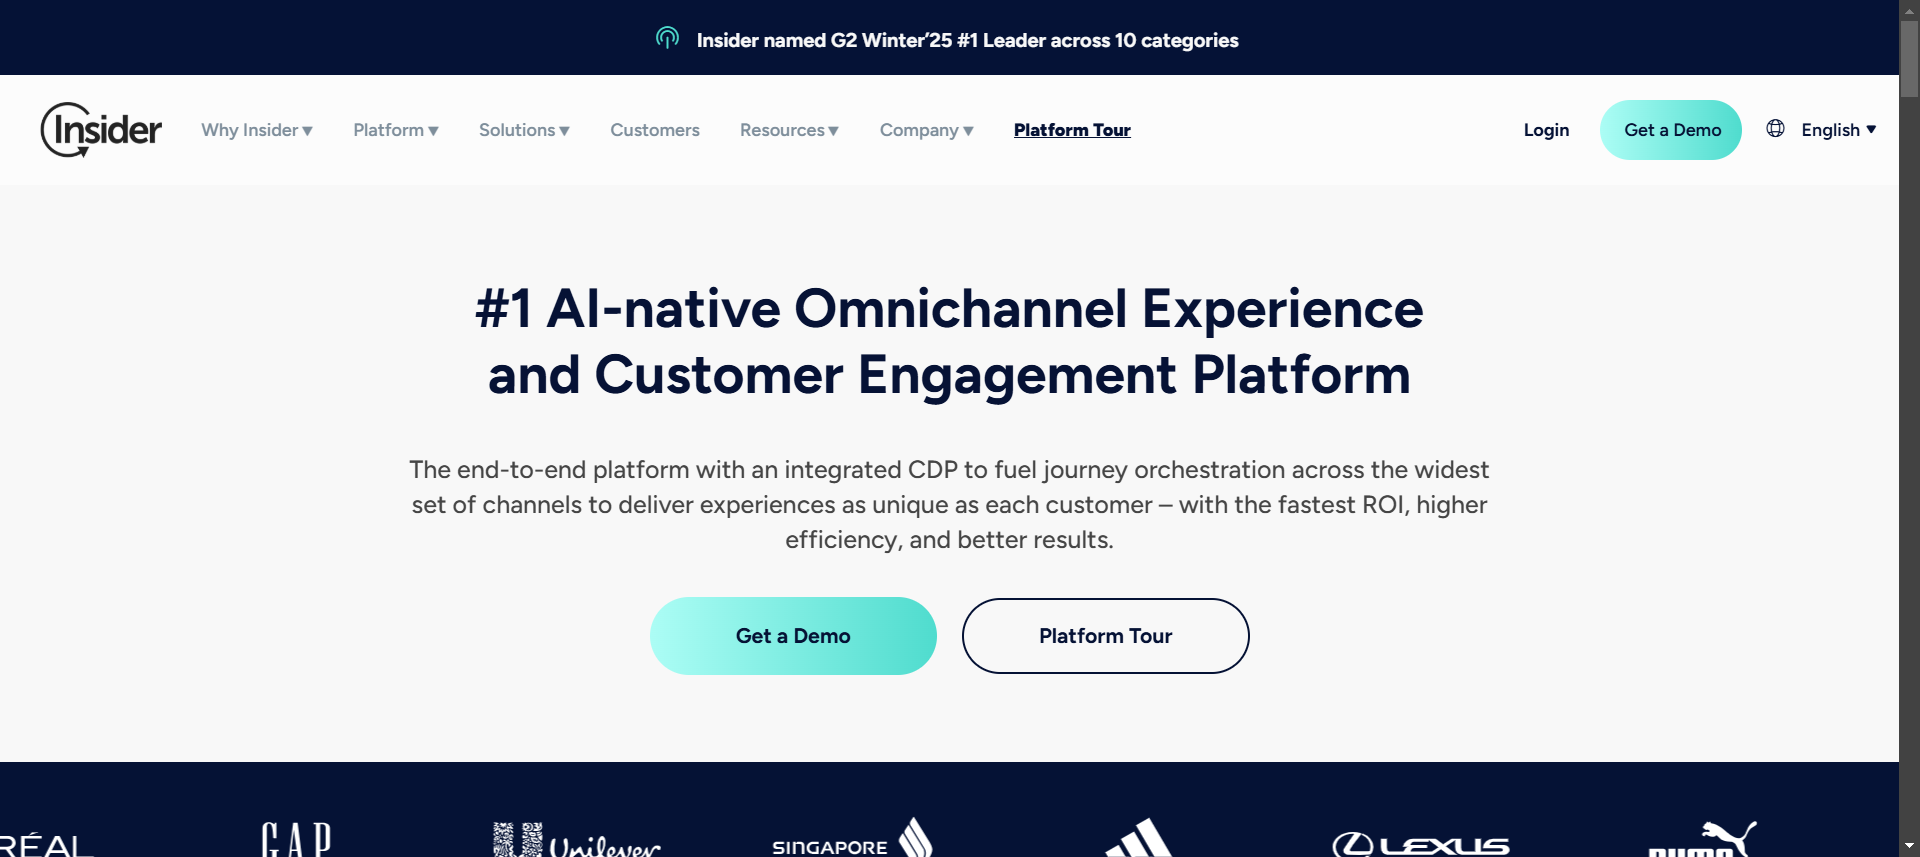 Insider named G2 Winter’25 #1 Leader across 10 categories
Insider
Why Insider
Platform
Solutions
Customers
Resources
Company
Platform Tour
Login
Get a Demo
English
#1 AI-native Omnichannel Experience
and Customer Engagement Platform
The end-to-end platform with an integrated CDP to fuel journey orchestration across the widest
set of channels to deliver experiences as unique as each customer – with the fastest ROI, higher
efficiency, and better results.
Get a Demo
Platform Tour
RÉAL
GAP
Unilever
SINGAPORE
LEXUS
PUMA